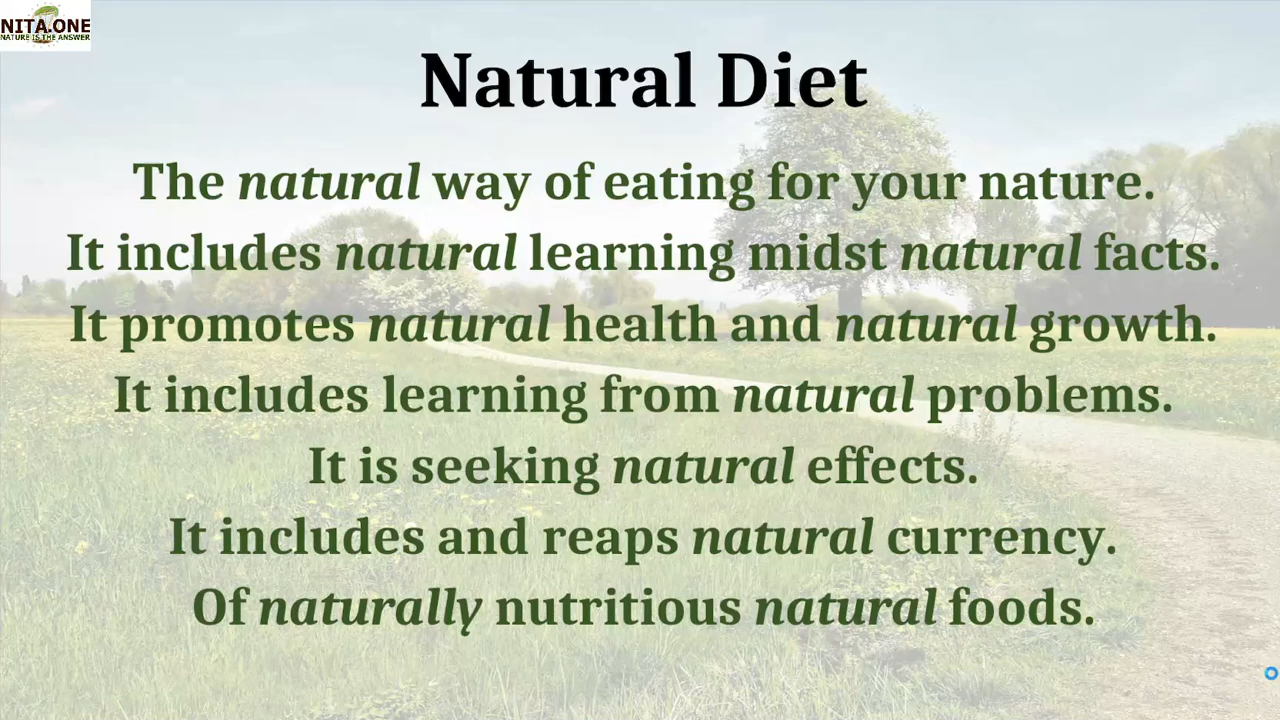 NITA.ONE
NATURE IS THE ANSWER
Natural Diet
The natural way of eating for your nature.
It includes natural learning midst natural facts.
It promotes natural health and natural growth.
It includes learning from natural problems.
It is seeking natural effects.
It includes and reaps natural currency.
Of naturally nutritious natural foods.